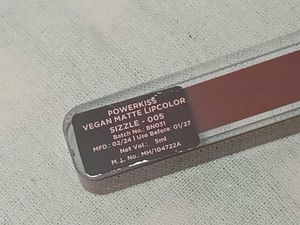 POWERKISS
VEGAN MATTE LIPCOLOR
SIZZLE - 005
Batch No.: BN031
MFD.: 02/24 | Use Before: 01/27
Net Vol.: 5ml
M. L. No.: MH/104722A